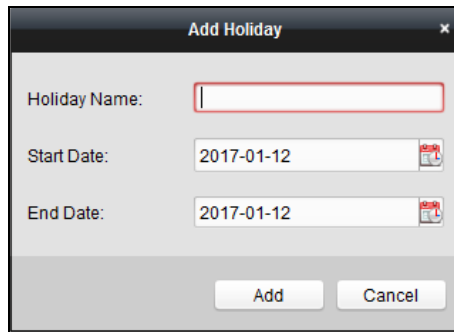 Add Holiday ×
Holiday Name:
Start Date: 2017-01-12
End Date: 2017-01-12
Add Cancel